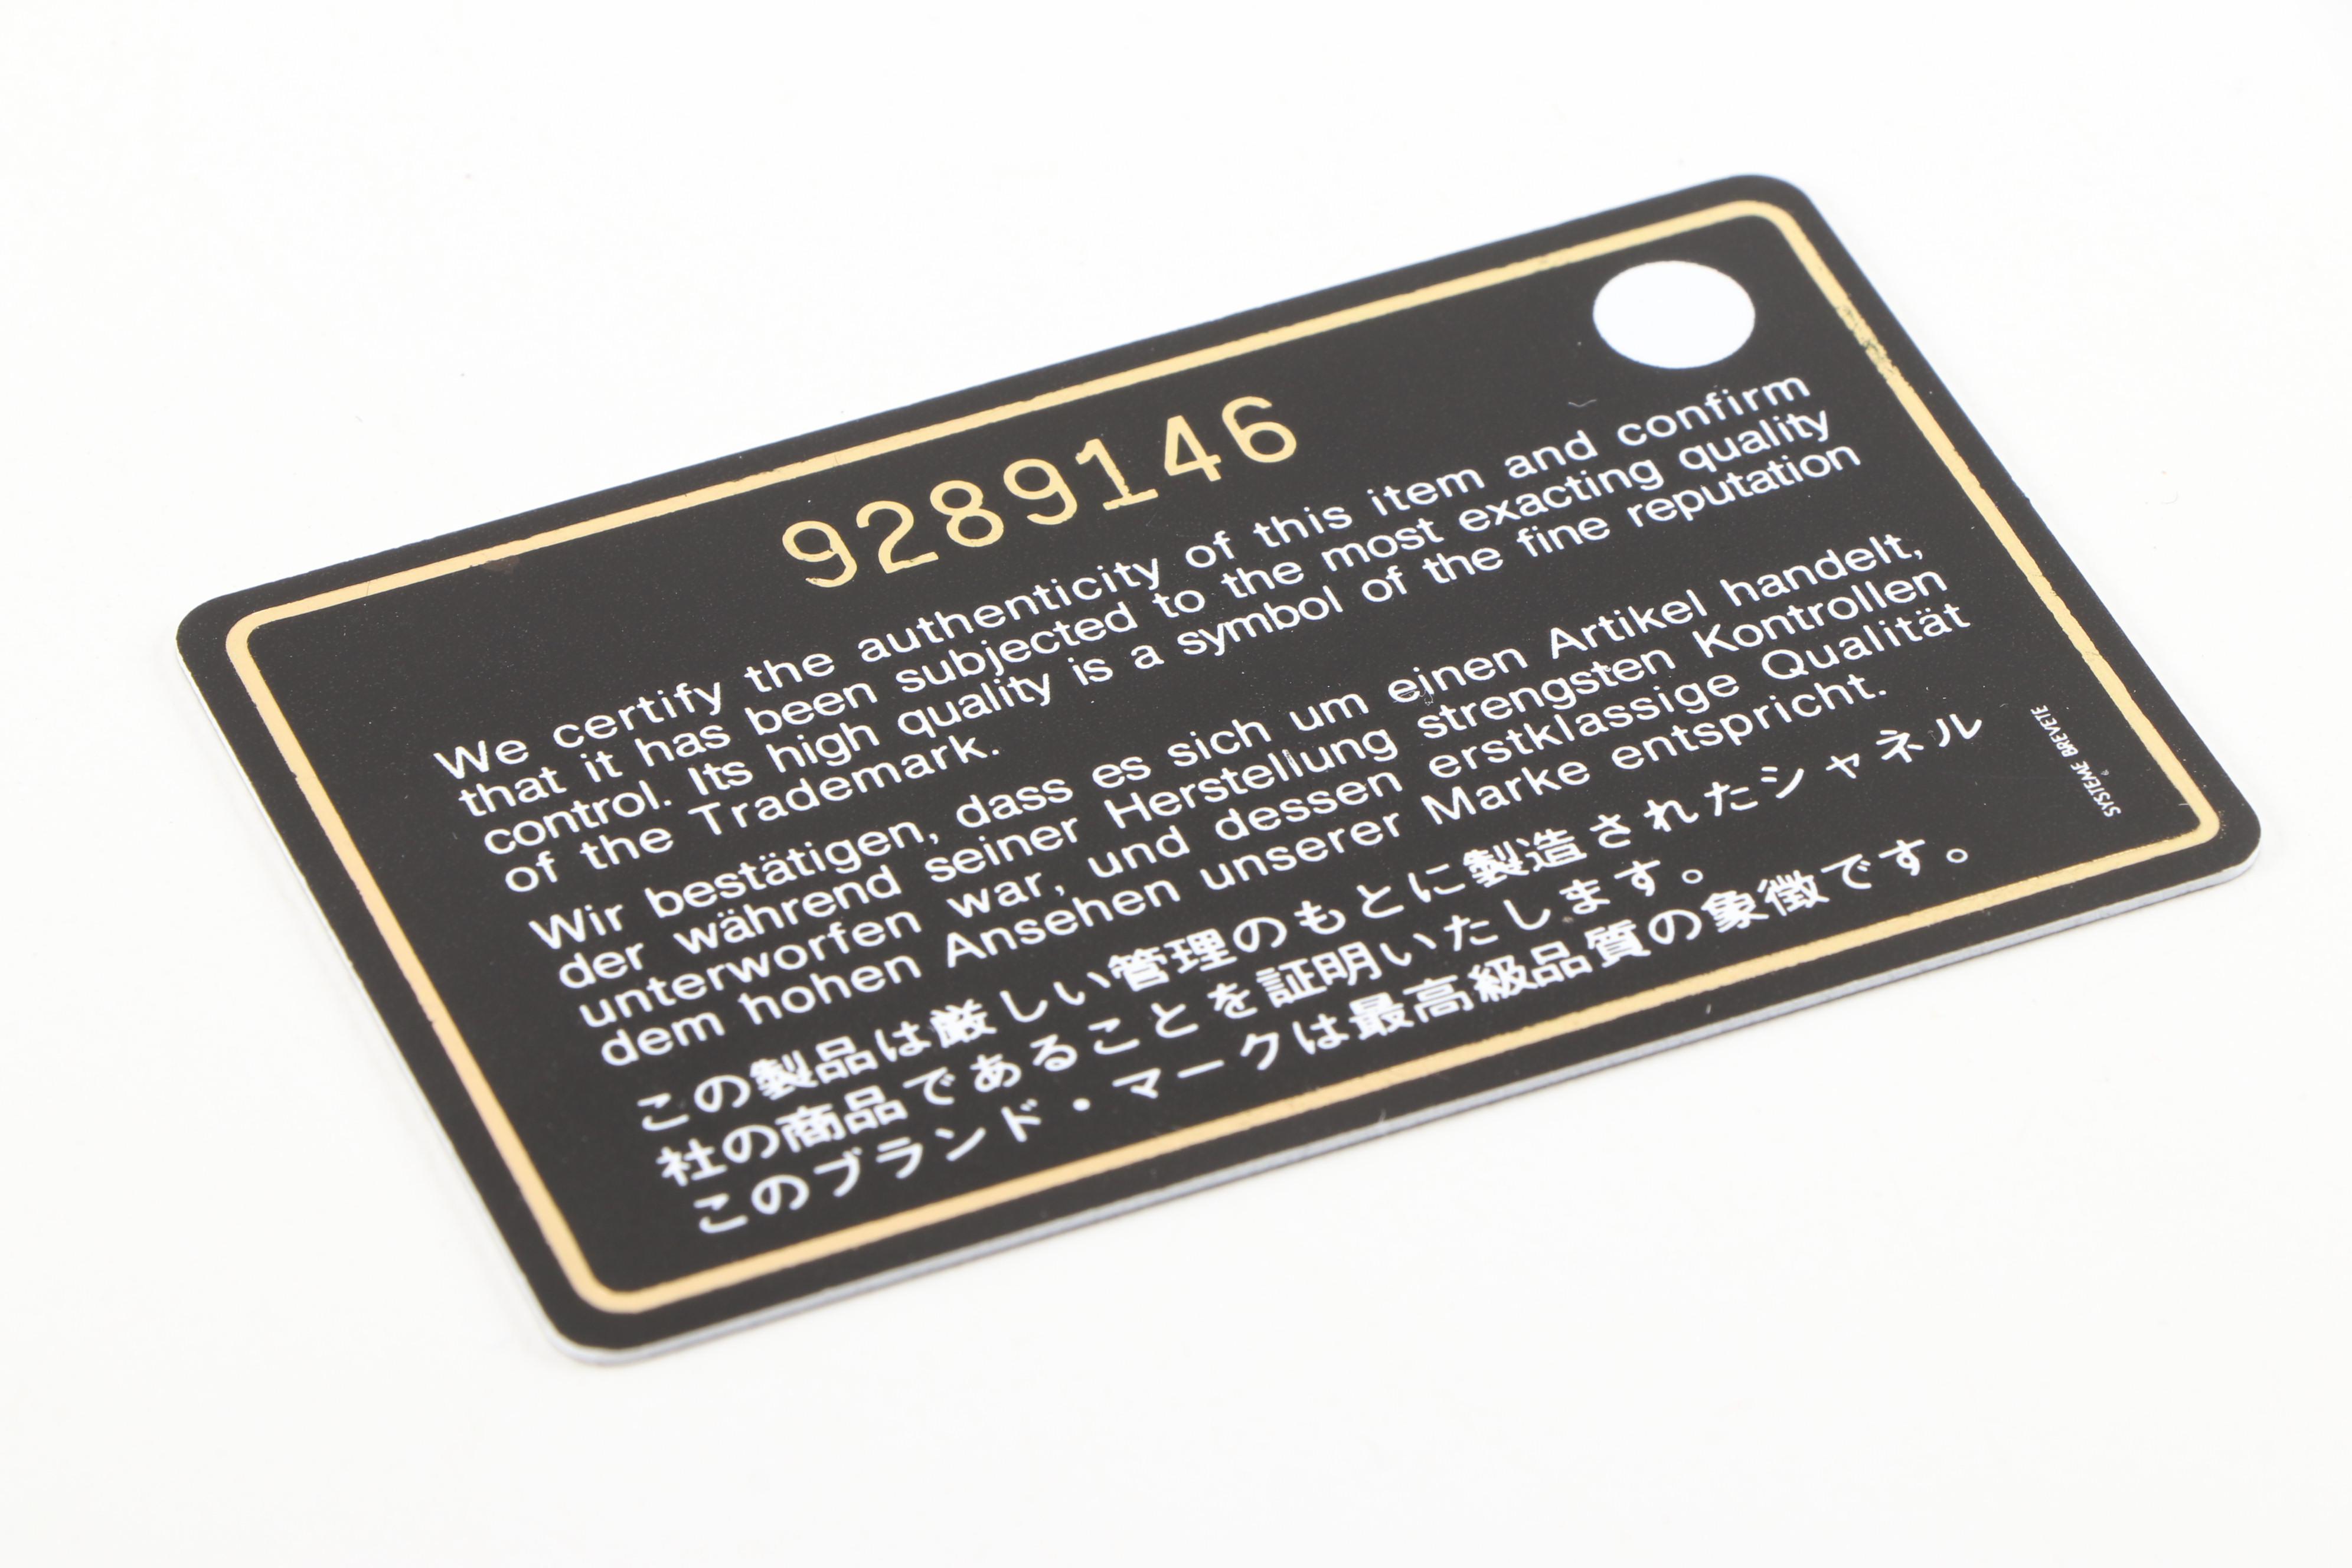 9289146
We certify the authenticity of this item and confirm
that it has been subjected to the most exacting quality
control. Its high quality is a symbol of the fine reputation
of the Trademark.
Wir bestätigen, dass es sich um einen Artikel handelt,
der während seiner Herstellung strengsten Kontrollen
unterworfen war, und dessen erstklassige Qualität
dem hohen Ansehen unserer Marke entspricht.
この製品は厳しい管理のもとに製造されたシャネル
社の商品であることを証明いたします。
このブランド・マークは最高級品質の象徴です。
SYSTEME BREVETE